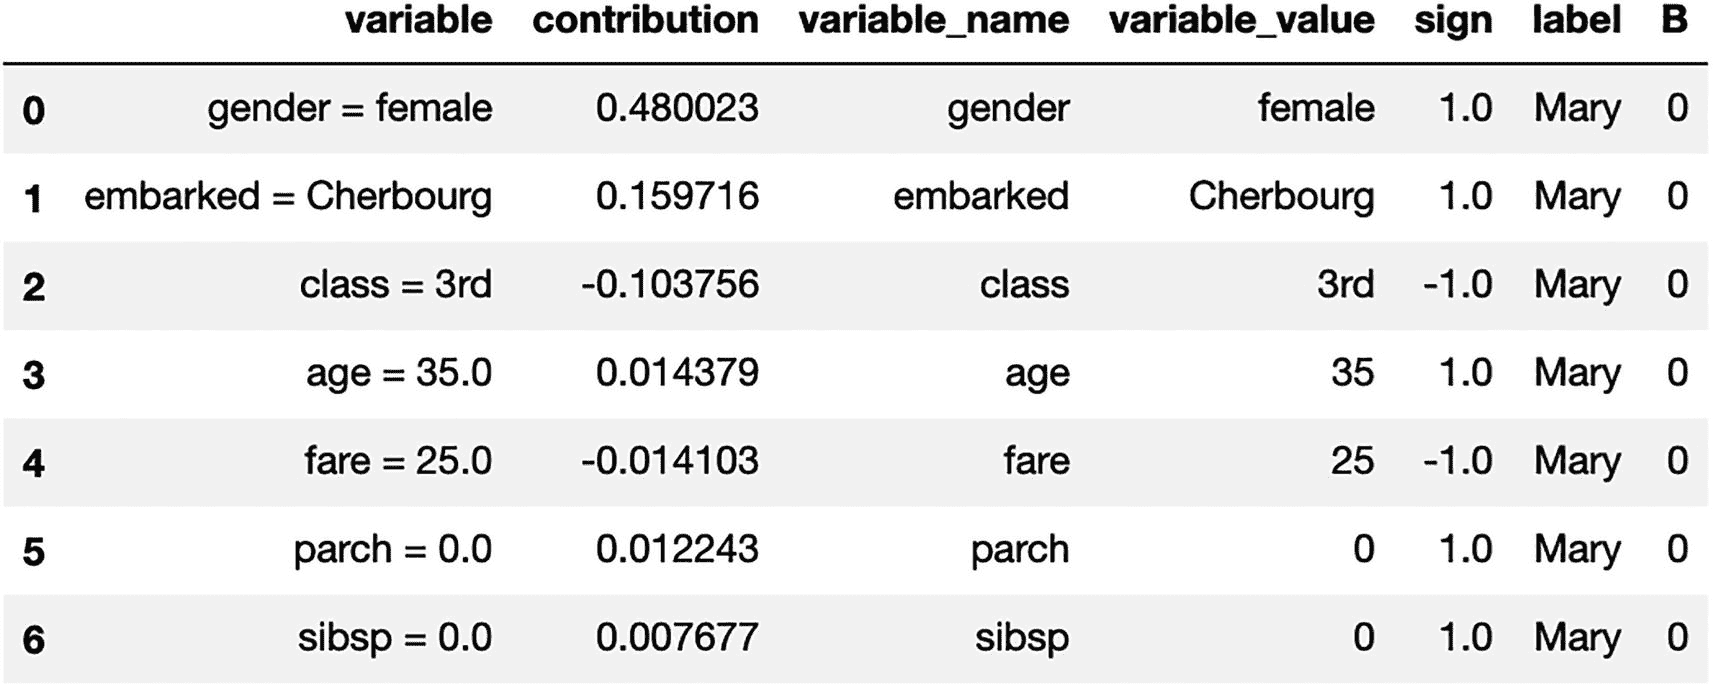 variable contribution variable_name variable_value sign label B
0 gender = female 0.480023 gender female 1.0 Mary 0
1 embarked = Cherbourg 0.159716 embarked Cherbourg 1.0 Mary 0
2 class = 3rd -0.103756 class 3rd -1.0 Mary 0
3 age = 35.0 0.014379 age 35 1.0 Mary 0
4 fare = 25.0 -0.014103 fare 25 -1.0 Mary 0
5 parch = 0.0 0.012243 parch 0 1.0 Mary 0
6 sibsp = 0.0 0.007677 sibsp 0 1.0 Mary 0